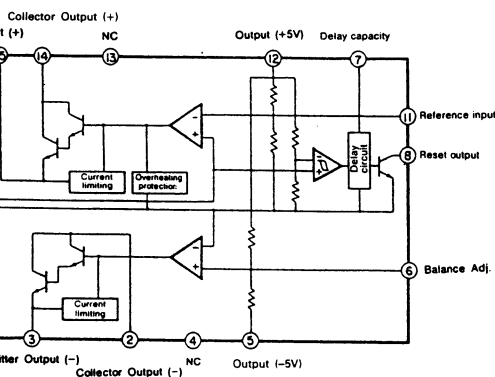 Collector Output (+)
t (+)
NC
Output (+5V)
Delay capacity
5
14
13
12
7
-
+
11
Reference input
Current
limiting
Overheating
protection
+
Delay
circuit
8
Reset output
-
+
6
Balance Adj.
Current
limiting
3
2
4
5
itter Output (-)
Collector Output (-)
NC
Output (-5V)